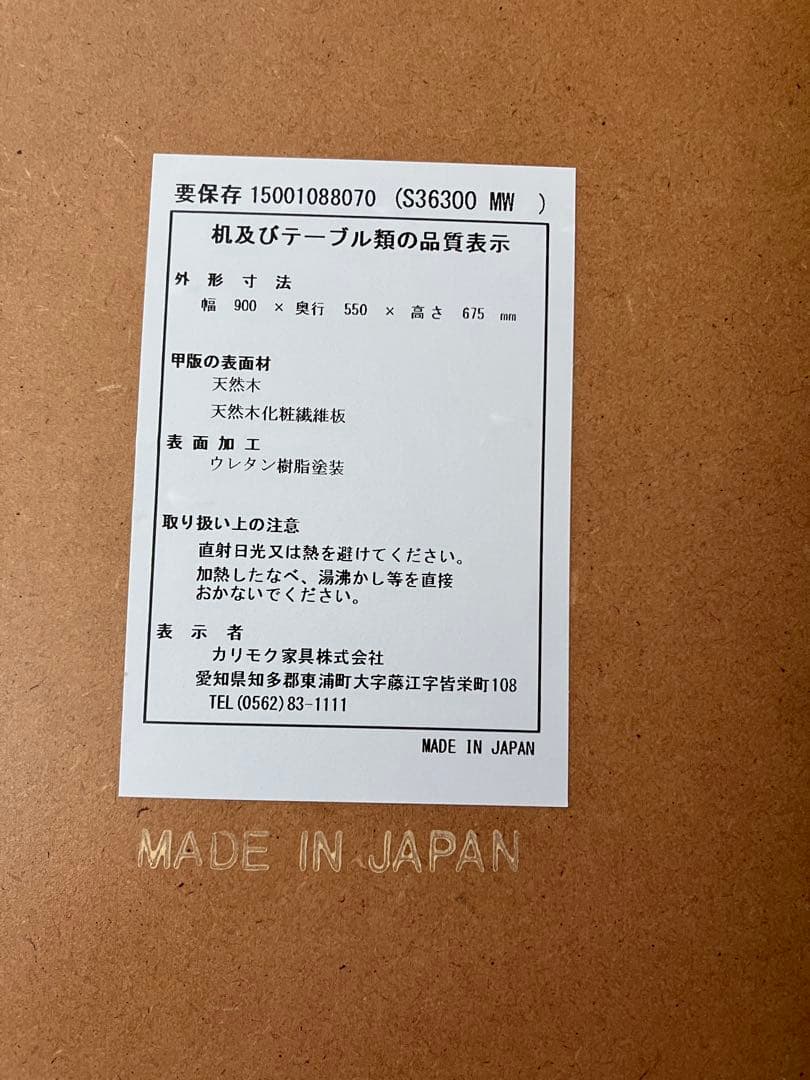 要保存 15001088070 (S36300 MW )
机及びテーブル類の品質表示
外形寸法
幅 900 × 奥行 550 × 高さ 675 mm
甲版の表面材
天然木
天然木化粧繊維板
表面加工
ウレタン樹脂塗装
取り扱い上の注意
直射日光又は熱を避けてください。
加熱したなべ、湯沸かし等を直接
おかないでください。
表示者
カリモク家具株式会社
愛知県知多郡東浦町大字藤江字皆栄町108
TEL(0562)83-1111
MADE IN JAPAN
MADE IN JAPAN